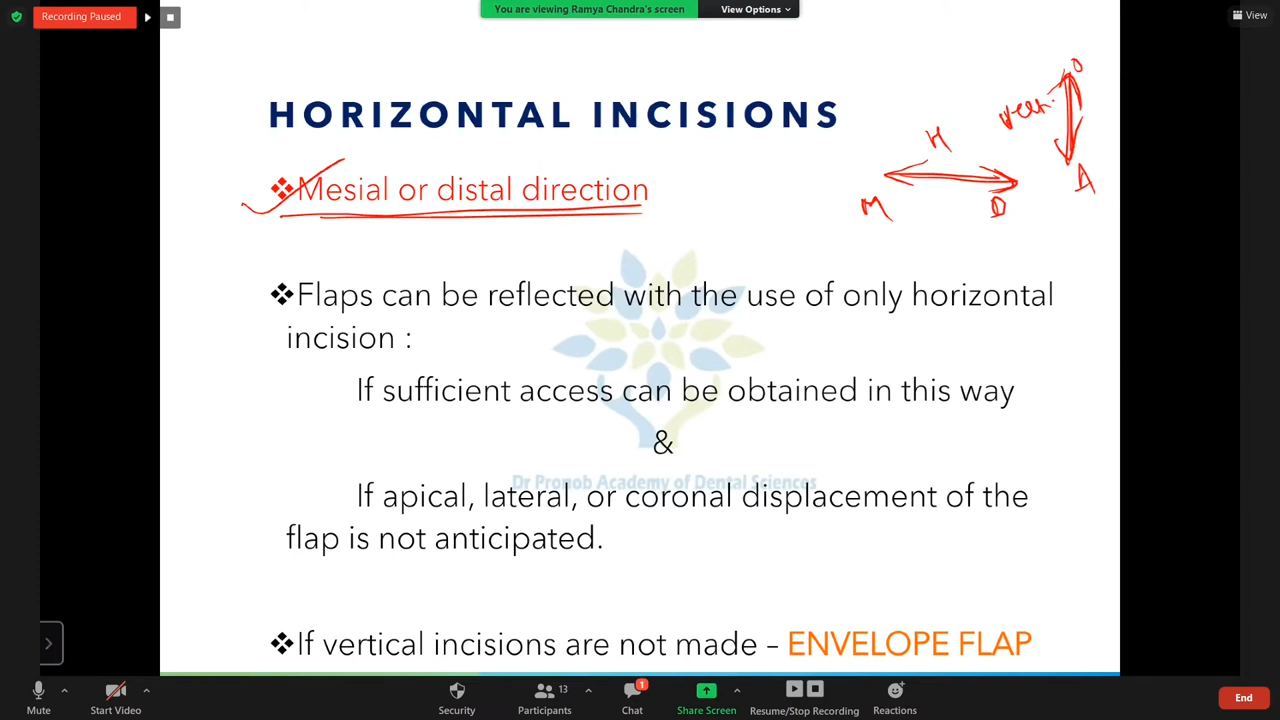 Recording Paused
You are viewing Ramya Chandra's screen
View Options
View
HORIZONTAL INCISIONS
❖Mesial or distal direction
H
M
D
O
A
❖Flaps can be reflected with the use of only horizontal
incision :
If sufficient access can be obtained in this way
&
Dr Pronob Academy of Dental Sciences
If apical, lateral, or coronal displacement of the
flap is not anticipated.
❖If vertical incisions are not made – ENVELOPE FLAP
Mute
Start Video
Security
Participants
13
Chat
1
Share Screen
Resume/Stop Recording
Reactions
End